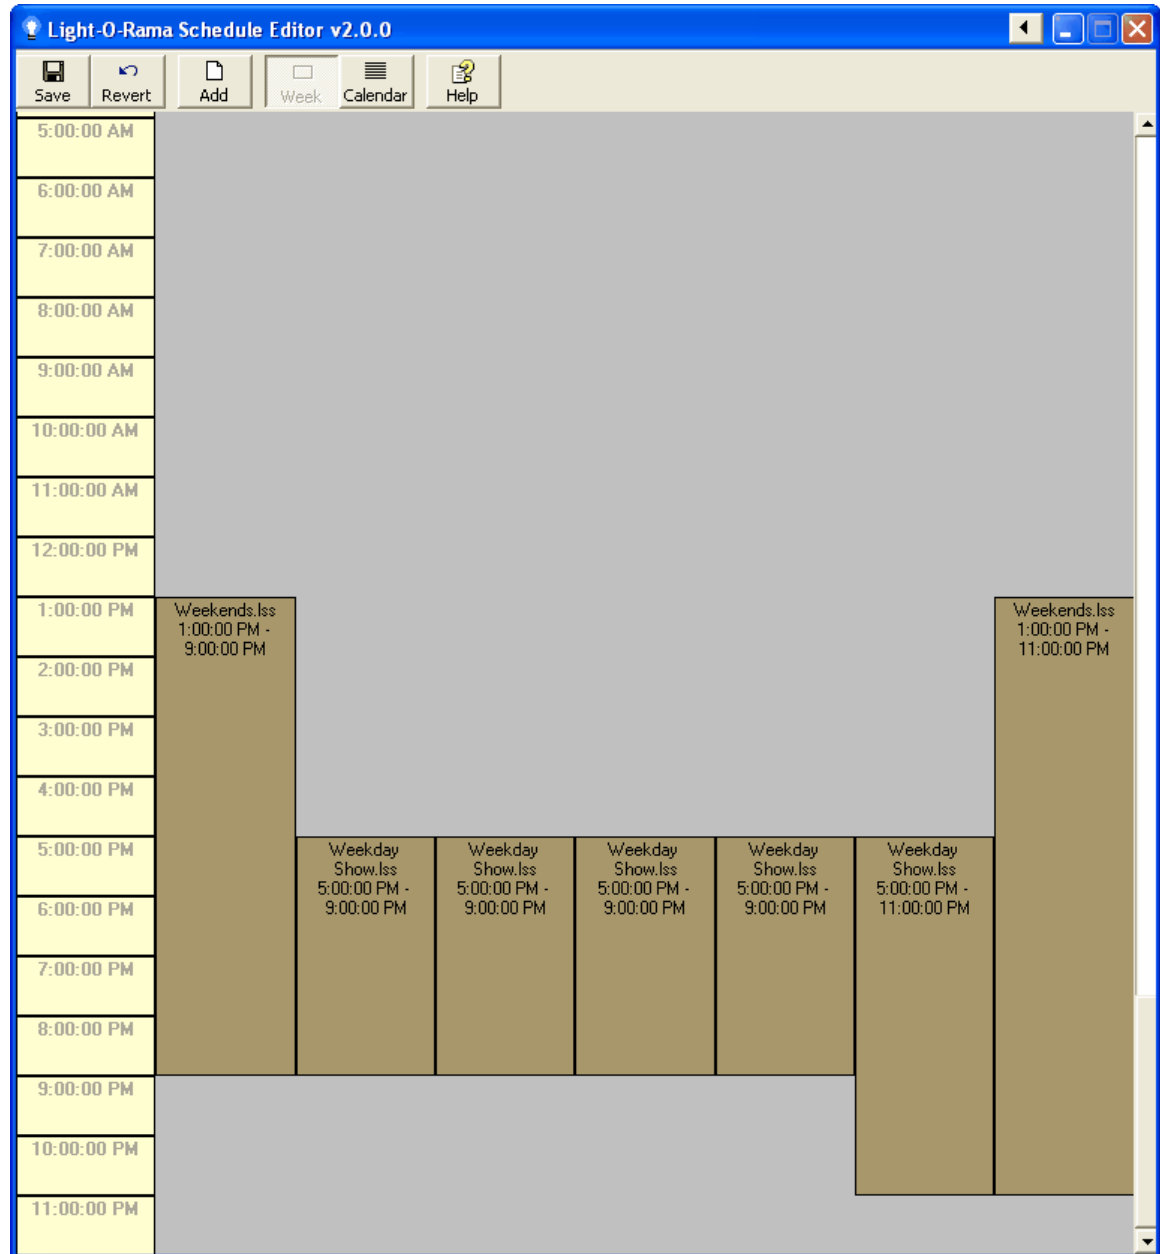 Light-O-Rama Schedule Editor v2.0.0
Save Revert Add Week Calendar Help
5:00:00 AM
6:00:00 AM
7:00:00 AM
8:00:00 AM
9:00:00 AM
10:00:00 AM
11:00:00 AM
12:00:00 PM
1:00:00 PM
2:00:00 PM
3:00:00 PM
4:00:00 PM
5:00:00 PM
6:00:00 PM
7:00:00 PM
8:00:00 PM
9:00:00 PM
10:00:00 PM
11:00:00 PM
Weekends.lss
1:00:00 PM -
9:00:00 PM
Weekday
Show.lss
5:00:00 PM -
9:00:00 PM
Weekday
Show.lss
5:00:00 PM -
9:00:00 PM
Weekday
Show.lss
5:00:00 PM -
9:00:00 PM
Weekday
Show.lss
5:00:00 PM -
9:00:00 PM
Weekday
Show.lss
5:00:00 PM -
11:00:00 PM
Weekends.lss
1:00:00 PM -
11:00:00 PM